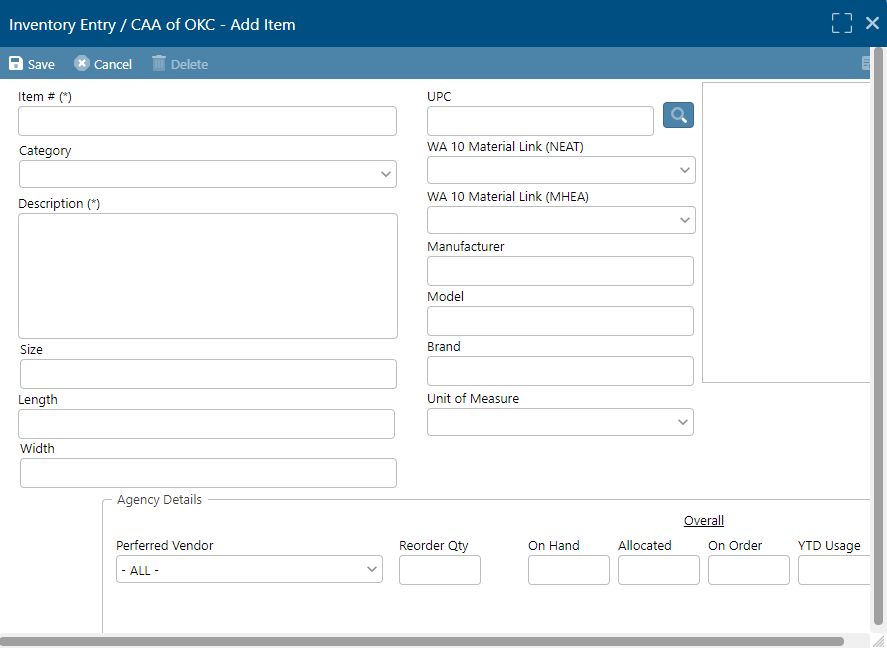 Inventory Entry / CAA of OKC - Add Item
Save Cancel Delete
Item # (*)
Category
Description (*)
Size
Length
Width
UPC
WA 10 Material Link (NEAT)
WA 10 Material Link (MHEA)
Manufacturer
Model
Brand
Unit of Measure
Agency Details
Overall
Perferred Vendor Reorder Qty On Hand Allocated On Order YTD Usage
- ALL -